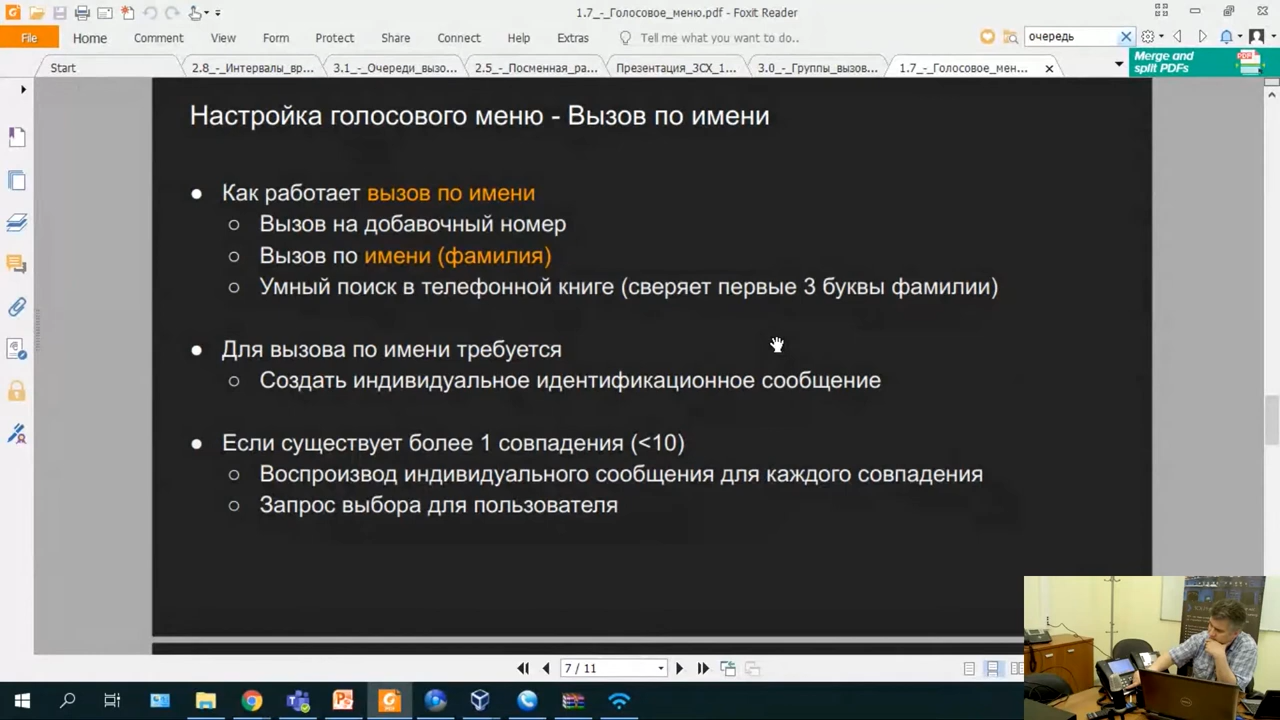 1.7_-_Голосовое_меню.pdf - Foxit Reader
File Home Comment View Form Protect Share Connect Help Extras Tell me what you want to do.. очередь
Start 2.8_-_Интервалы_вр... 3.1_-_Очереди_вызо... 2.5_-_Посменная_ра... Презентация_3CX_1... 3.0_-_Группы_вызов... 1.7_-_Голосовое_мен...
Merge and
split PDFs
Настройка голосового меню - Вызов по имени
● Как работает вызов по имени
○ Вызов на добавочный номер
○ Вызов по имени (фамилия)
○ Умный поиск в телефонной книге (сверяет первые 3 буквы фамилии)
● Для вызова по имени требуется
○ Создать индивидуальное идентификационное сообщение
● Если существует более 1 совпадения (<10)
○ Воспроизвод индивидуального сообщения для каждого совпадения
○ Запрос выбора для пользователя
7 / 11